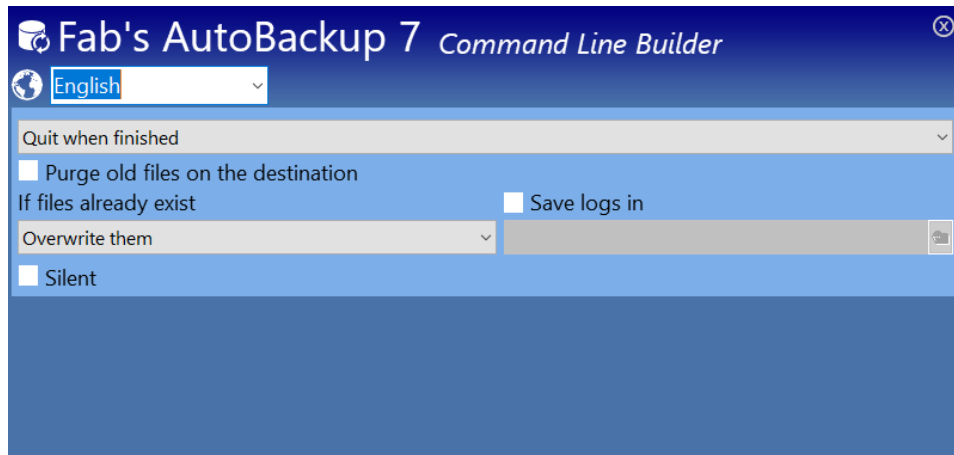 Fab's AutoBackup 7 Command Line Builder
English
Quit when finished
Purge old files on the destination
If files already exist
Save logs in
Overwrite them
Silent